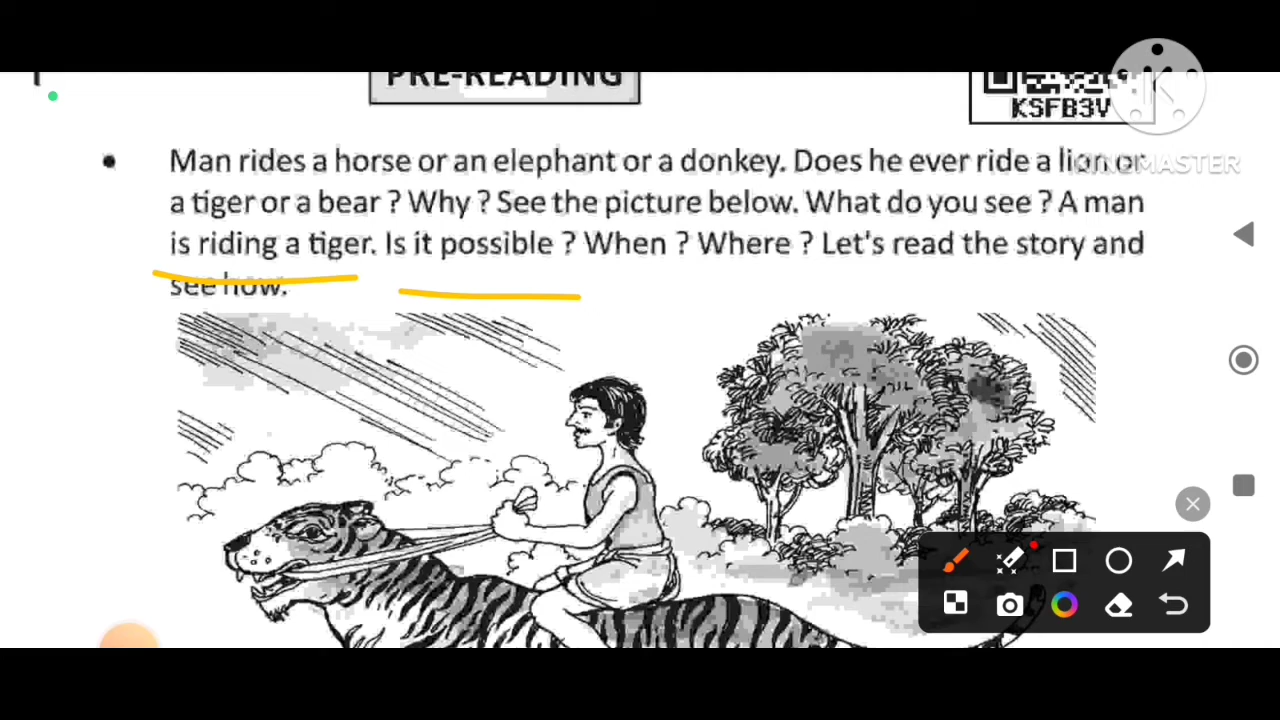 PRE-READING
KSFB3V
KINEMASTER
• Man rides a horse or an elephant or a donkey. Does he ever ride a lion or
a tiger or a bear ? Why ? See the picture below. What do you see ? A man
is riding a tiger. Is it possible ? When ? Where ? Let's read the story and
see how.